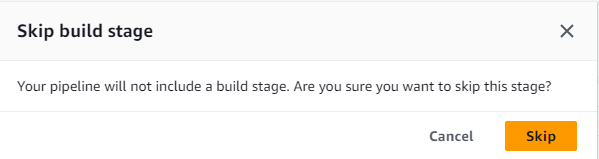 Skip build stage
Your pipeline will not include a build stage. Are you sure you want to skip this stage?
Cancel Skip